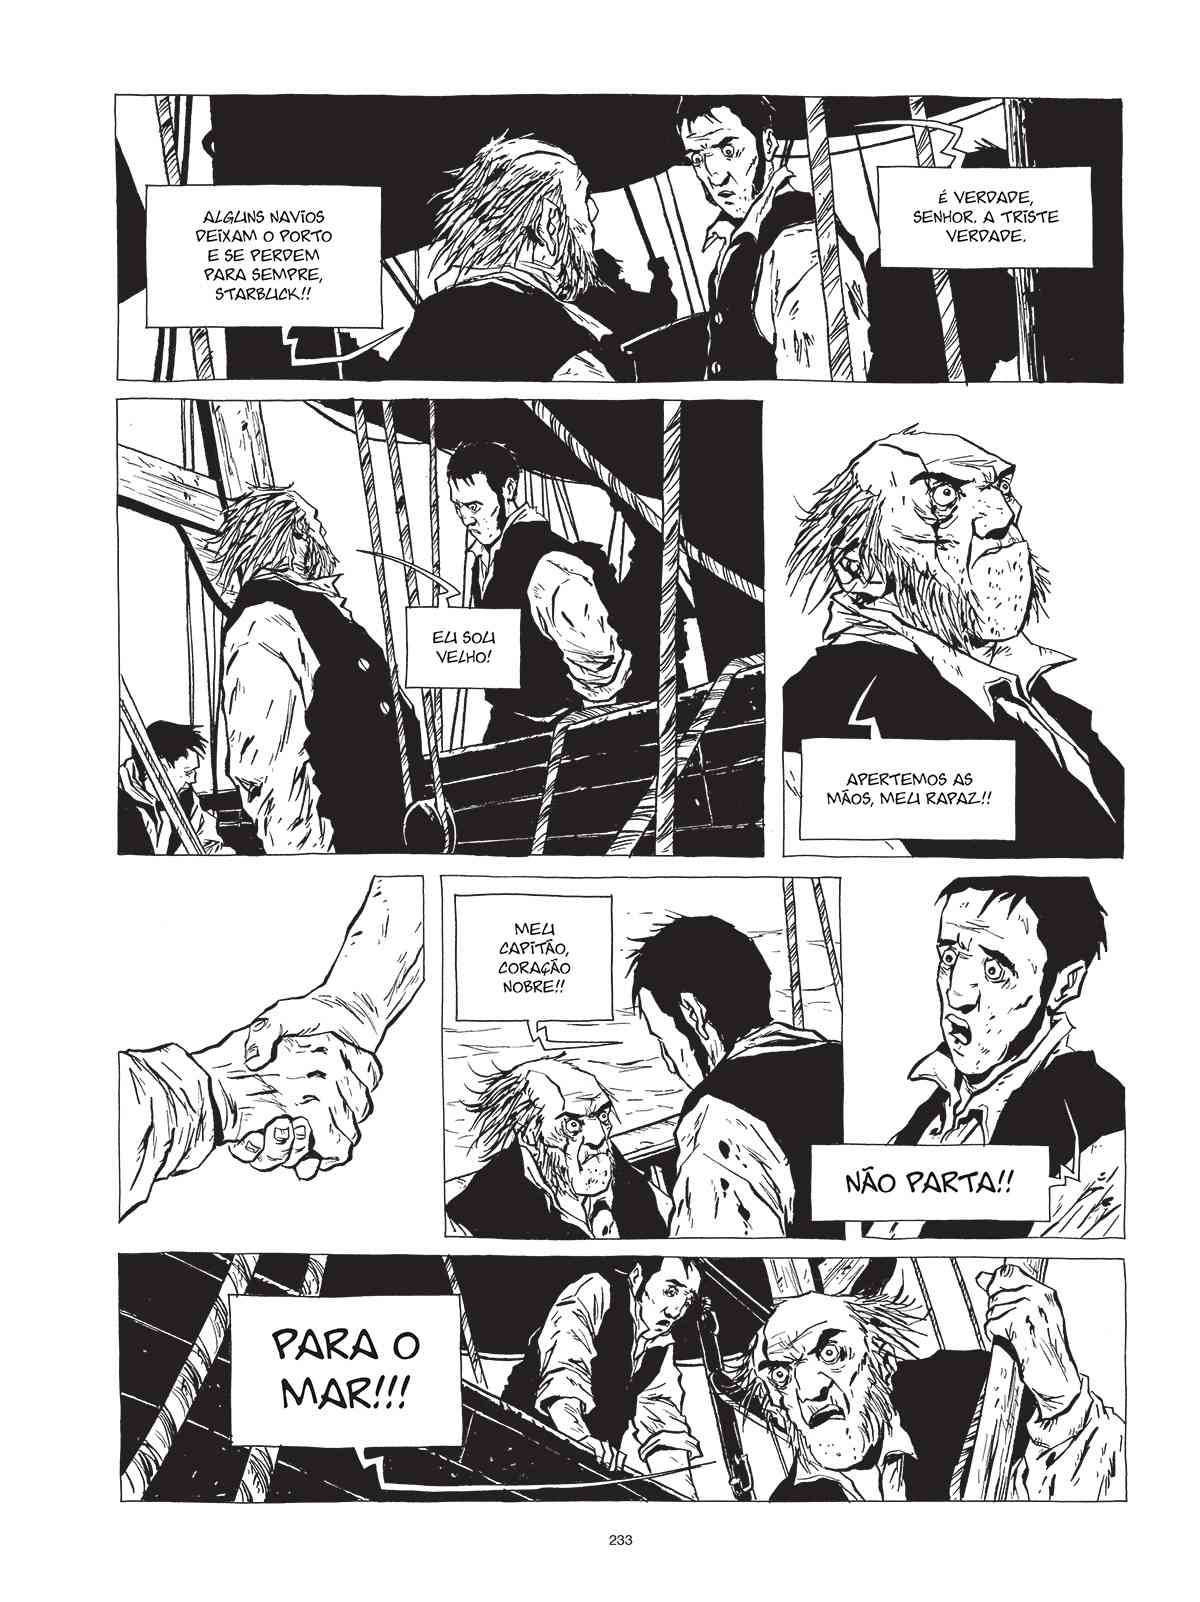 ALGUNS NAVIOS
DEIXAM O PORTO
E SE PERDEM
PARA SEMPRE,
STARBUCK!!
É VERDADE,
SENHOR. A TRISTE
VERDADE.
EU SOU
VELHO!
APERTEMOS AS
MÃOS, MEU RAPAZ!!
MEU
CAPITÃO,
CORAÇÃO
NOBRE!!
NÃO PARTA!!
PARA O
MAR!!!
233